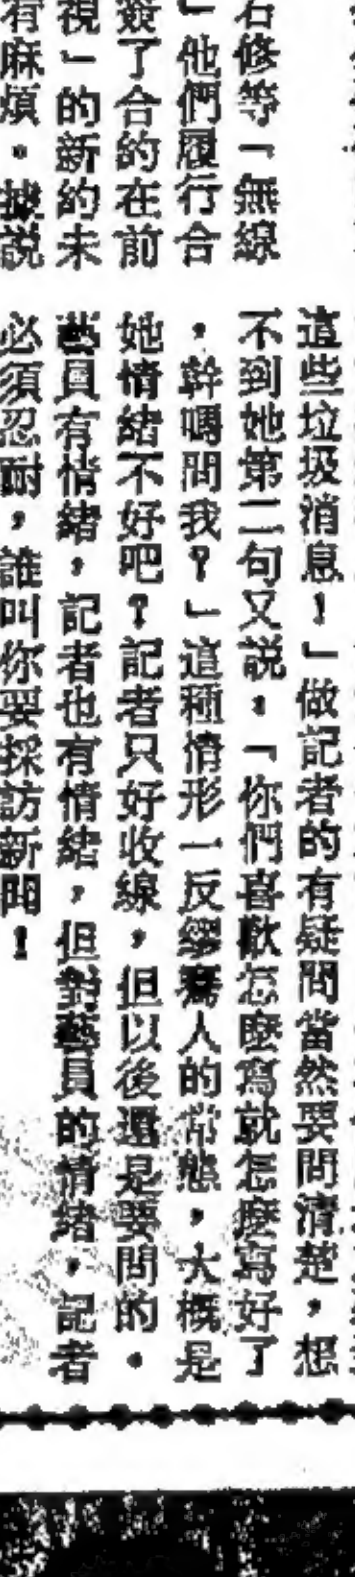 這些垃圾消息！」做記者的有疑問當然要問清楚，想
不到她第二句又說：「你們喜歡怎麼寫就怎麼寫好了
，幹嗎問我？」這種情形一反繆騫人的常態，大概是
她情緒不好吧？記者只好收線，但以後還是要問的。
藝員有情緒，記者也有情緒，但對藝員的情緒，記者
必須忍耐，誰叫你要採訪新聞！
石修等「無線
」他們履行合
簽了合約在前
視」的新約未
有麻煩。據說